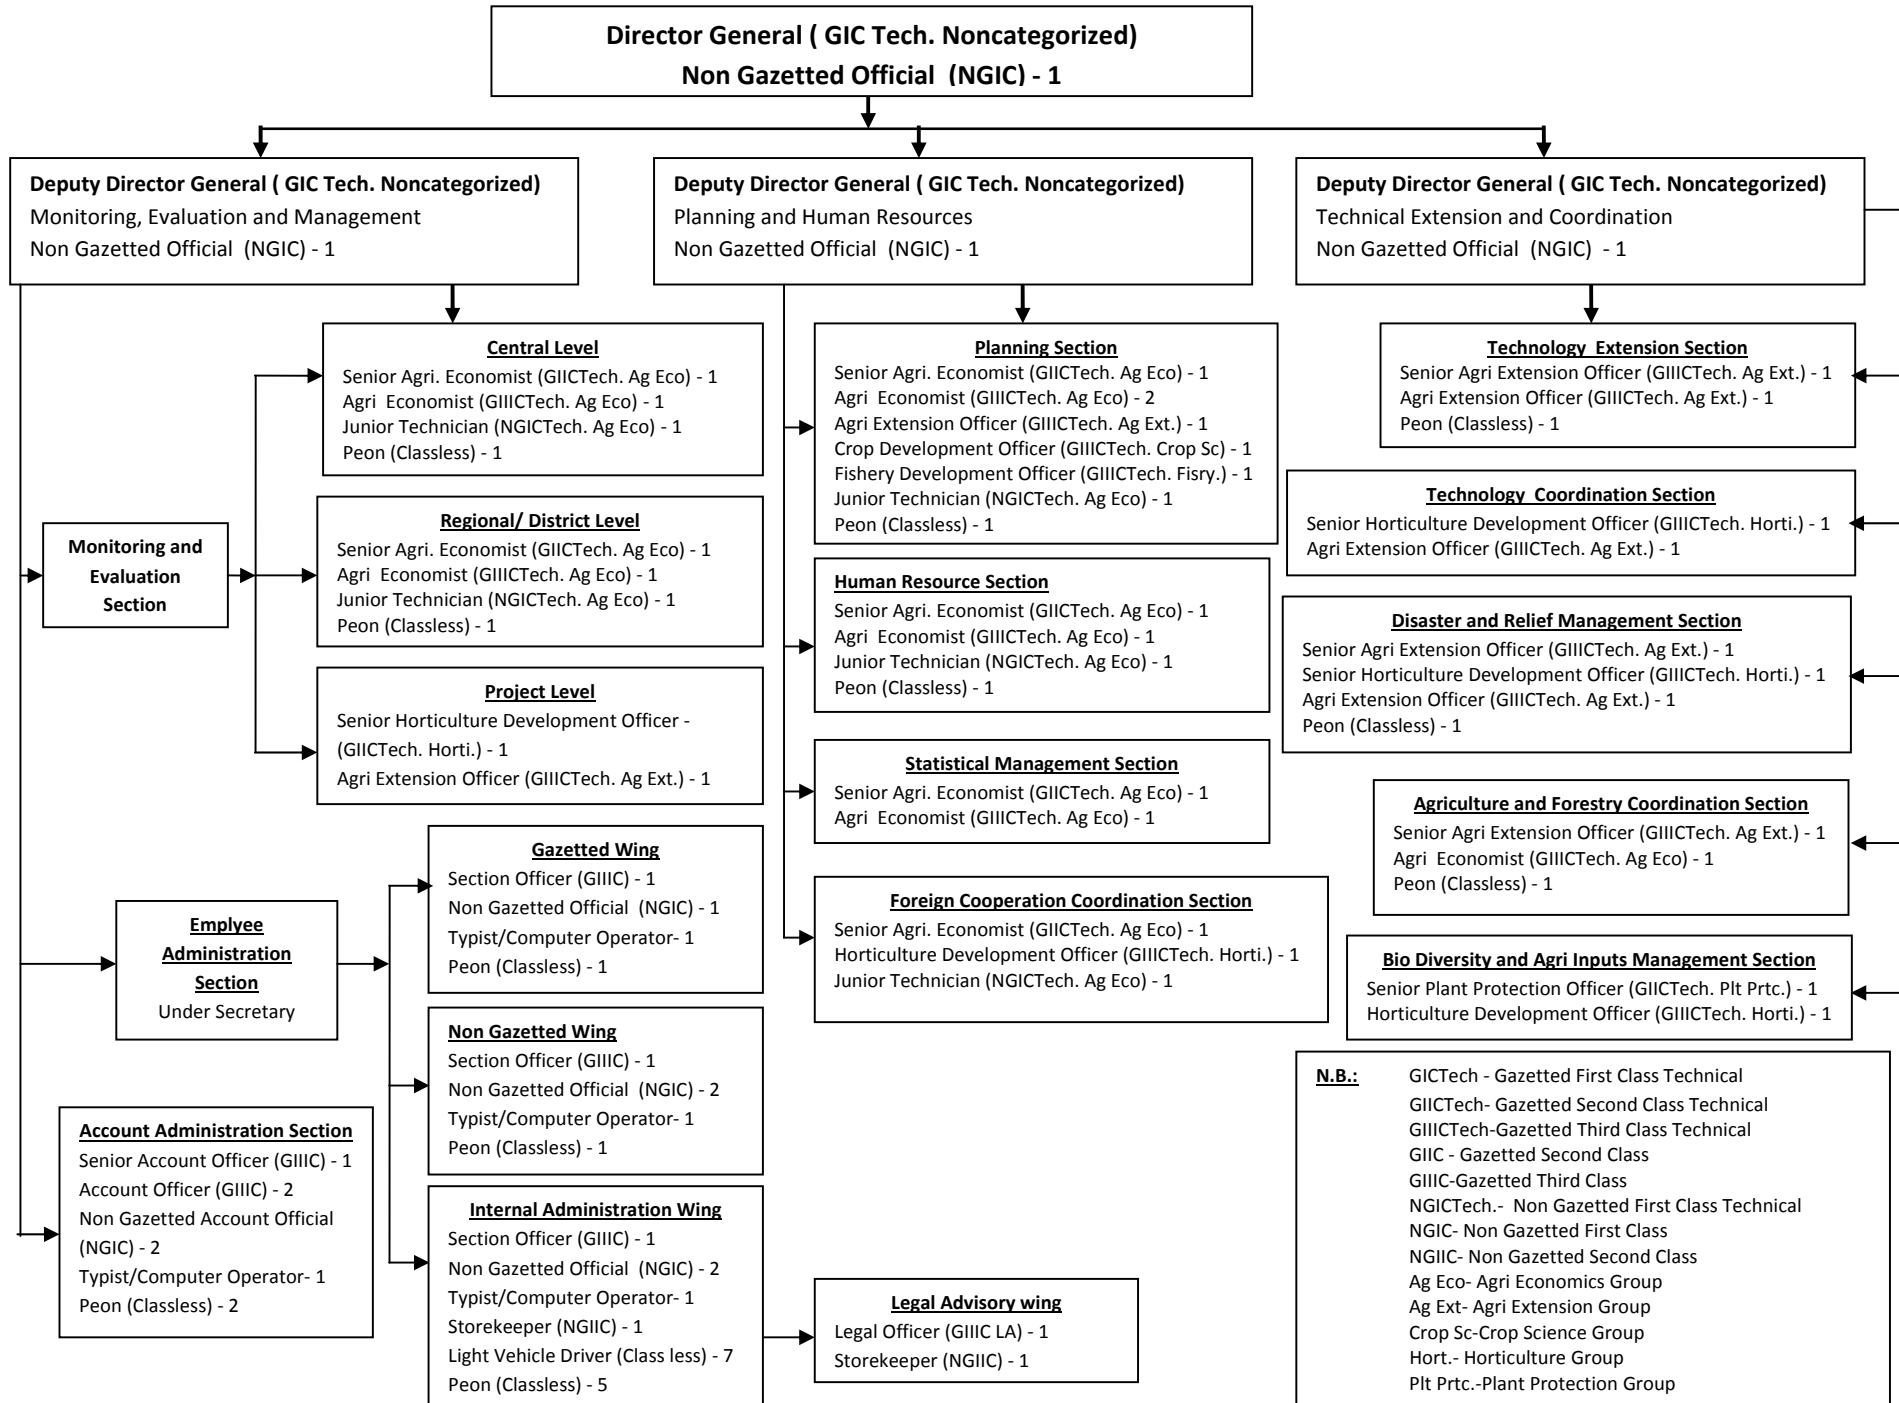 Director General ( GIC Tech. Noncategorized)
Non Gazetted Official (NGIC) - 1
Deputy Director General ( GIC Tech. Noncategorized)
Monitoring, Evaluation and Management
Non Gazetted Official (NGIC) - 1
Deputy Director General ( GIC Tech. Noncategorized)
Planning and Human Resources
Non Gazetted Official (NGIC) - 1
Deputy Director General ( GIC Tech. Noncategorized)
Technical Extension and Coordination
Non Gazetted Official (NGIC) - 1
Monitoring and
Evaluation
Section
Central Level
Senior Agri. Economist (GIICTech. Ag Eco) - 1
Agri Economist (GIIICTech. Ag Eco) - 1
Junior Technician (NGICTech. Ag Eco) - 1
Peon (Classless) - 1
Regional/ District Level
Senior Agri. Economist (GIICTech. Ag Eco) - 1
Agri Economist (GIIICTech. Ag Eco) - 1
Junior Technician (NGICTech. Ag Eco) - 1
Peon (Classless) - 1
Project Level
Senior Horticulture Development Officer -
(GIICTech. Horti.) - 1
Agri Extension Officer (GIIICTech. Ag Ext.) - 1
Emplyee
Administration
Section
Under Secretary
Gazetted Wing
Section Officer (GIIIC) - 1
Non Gazetted Official (NGIC) - 1
Typist/Computer Operator- 1
Peon (Classless) - 1
Non Gazetted Wing
Section Officer (GIIIC) - 1
Non Gazetted Official (NGIC) - 2
Typist/Computer Operator- 1
Peon (Classless) - 1
Internal Administration Wing
Section Officer (GIIIC) - 1
Non Gazetted Official (NGIC) - 2
Typist/Computer Operator- 1
Storekeeper (NGIIC) - 1
Light Vehicle Driver (Class less) - 7
Peon (Classless) - 5
Account Administration Section
Senior Account Officer (GIIIC) - 1
Account Officer (GIIIC) - 2
Non Gazetted Account Official
(NGIC) - 2
Typist/Computer Operator- 1
Peon (Classless) - 2
Legal Advisory wing
Legal Officer (GIIIC LA) - 1
Storekeeper (NGIIC) - 1
Planning Section
Senior Agri. Economist (GIICTech. Ag Eco) - 1
Agri Economist (GIIICTech. Ag Eco) - 2
Agri Extension Officer (GIIICTech. Ag Ext.) - 1
Crop Development Officer (GIIICTech. Crop Sc) - 1
Fishery Development Officer (GIIICTech. Fisry.) - 1
Junior Technician (NGICTech. Ag Eco) - 1
Peon (Classless) - 1
Human Resource Section
Senior Agri. Economist (GIICTech. Ag Eco) - 1
Agri Economist (GIIICTech. Ag Eco) - 1
Junior Technician (NGICTech. Ag Eco) - 1
Peon (Classless) - 1
Statistical Management Section
Senior Agri. Economist (GIICTech. Ag Eco) - 1
Agri Economist (GIIICTech. Ag Eco) - 1
Foreign Cooperation Coordination Section
Senior Agri. Economist (GIICTech. Ag Eco) - 1
Horticulture Development Officer (GIIICTech. Horti.) - 1
Junior Technician (NGICTech. Ag Eco) - 1
Technology Extension Section
Senior Agri Extension Officer (GIIICTech. Ag Ext.) - 1
Agri Extension Officer (GIIICTech. Ag Ext.) - 1
Peon (Classless) - 1
Technology Coordination Section
Senior Horticulture Development Officer (GIIICTech. Horti.) - 1
Agri Extension Officer (GIIICTech. Ag Ext.) - 1
Disaster and Relief Management Section
Senior Agri Extension Officer (GIIICTech. Ag Ext.) - 1
Senior Horticulture Development Officer (GIIICTech. Horti.) - 1
Agri Extension Officer (GIIICTech. Ag Ext.) - 1
Peon (Classless) - 1
Agriculture and Forestry Coordination Section
Senior Agri Extension Officer (GIIICTech. Ag Ext.) - 1
Agri Economist (GIIICTech. Ag Eco) - 1
Peon (Classless) - 1
Bio Diversity and Agri Inputs Management Section
Senior Plant Protection Officer (GIICTech. Plt Prtc.) - 1
Horticulture Development Officer (GIIICTech. Horti.) - 1
N.B.: GICTech - Gazetted First Class Technical
GIICTech- Gazetted Second Class Technical
GIIICTech-Gazetted Third Class Technical
GIIC - Gazetted Second Class
GIIIC-Gazetted Third Class
NGICTech.- Non Gazetted First Class Technical
NGIC- Non Gazetted First Class
NGIIC- Non Gazetted Second Class
Ag Eco- Agri Economics Group
Ag Ext- Agri Extension Group
Crop Sc-Crop Science Group
Hort.- Horticulture Group
Plt Prtc.-Plant Protection Group